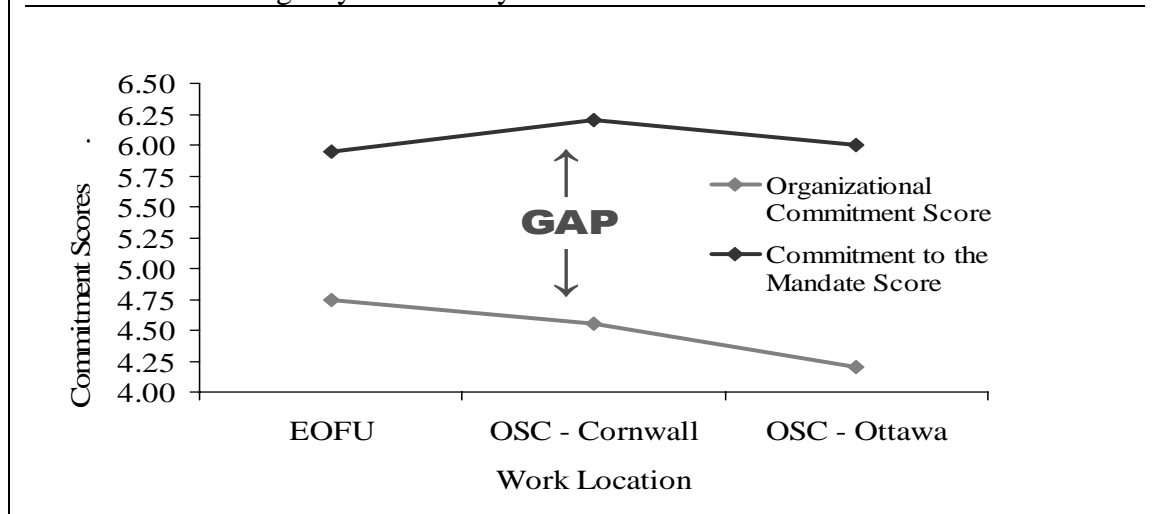 6.50
6.25
6.00
5.75
5.50
5.25
5.00
4.75
4.50
4.25
4.00
Commitment Scores .
GAP
Organizational
Commitment Score
Commitment to the
Mandate Score
EOFU OSC - Cornwall OSC - Ottawa
Work Location